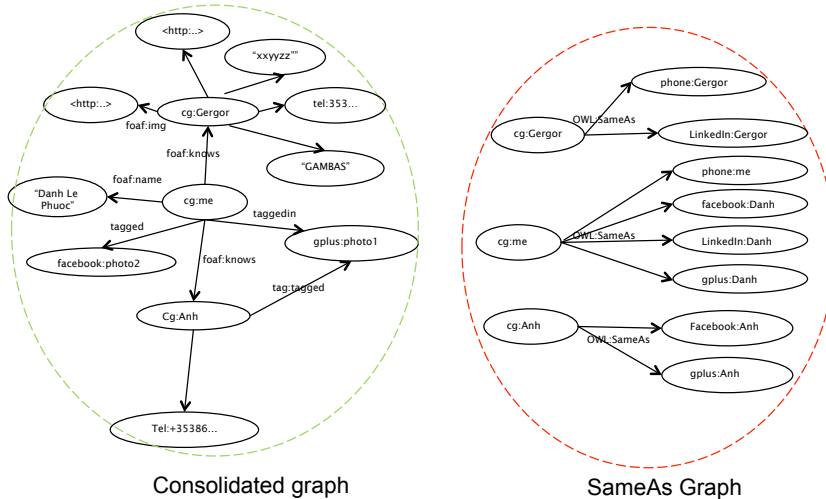 <http:..>
"xxyyzz""
<http:..>
cg:Gergor
tel:353...
foaf:img
foaf:knows
"GAMBAS"
"Danh Le
Phuoc"
foaf:name
cg:me
tagged
taggedin
facebook:photo2
gplus:photo1
foaf:knows
tag:tagged
Cg:Anh
Tel:+35386...
Consolidated graph
phone:Gergor
cg:Gergor
OWL:SameAs
LinkedIn:Gergor
phone:me
facebook:Danh
cg:me
OWL:SameAs
LinkedIn:Danh
gplus:Danh
cg:Anh
Facebook:Anh
OWL:SameAs
gplus:Anh
SameAs Graph